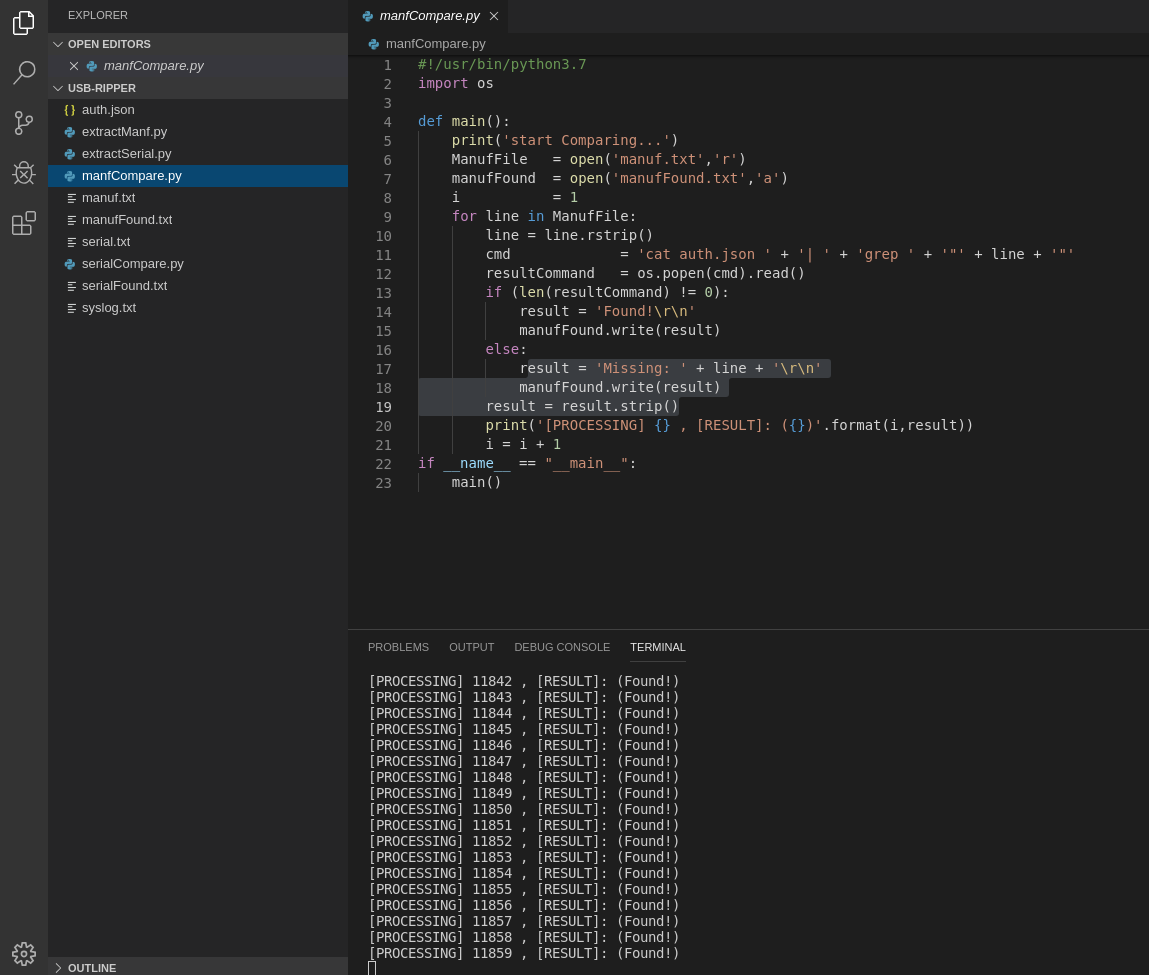 EXPLORER
OPEN EDITORS
manfCompare.py
USB-RIPPER
{} auth.json
extractManf.py
extractSerial.py
manfCompare.py
manuf.txt
manufFound.txt
serial.txt
serialCompare.py
serialFound.txt
syslog.txt
OUTLINE
manfCompare.py
manfCompare.py
1 #!/usr/bin/python3.7
2 import os
3
4 def main():
5     print('start Comparing...')
6     ManufFile   = open('manuf.txt','r')
7     manufFound  = open('manufFound.txt','a')
8     i           = 1
9     for line in ManufFile:
10         line = line.rstrip()
11         cmd             = 'cat auth.json ' + '| ' + 'grep ' + '"' + line + '"'
12         resultCommand   = os.popen(cmd).read()
13         if (len(resultCommand) != 0):
14             result = 'Found!\r\n'
15             manufFound.write(result)
16         else:
17             result = 'Missing: ' + line + '\r\n'
18             manufFound.write(result)
19         result = result.strip()
20         print('[PROCESSING] {} , [RESULT]: ({})'.format(i,result))
21         i = i + 1
22 if __name__ == "__main__":
23     main()
PROBLEMS OUTPUT DEBUG CONSOLE TERMINAL
[PROCESSING] 11842 , [RESULT]: (Found!)
[PROCESSING] 11843 , [RESULT]: (Found!)
[PROCESSING] 11844 , [RESULT]: (Found!)
[PROCESSING] 11845 , [RESULT]: (Found!)
[PROCESSING] 11846 , [RESULT]: (Found!)
[PROCESSING] 11847 , [RESULT]: (Found!)
[PROCESSING] 11848 , [RESULT]: (Found!)
[PROCESSING] 11849 , [RESULT]: (Found!)
[PROCESSING] 11850 , [RESULT]: (Found!)
[PROCESSING] 11851 , [RESULT]: (Found!)
[PROCESSING] 11852 , [RESULT]: (Found!)
[PROCESSING] 11853 , [RESULT]: (Found!)
[PROCESSING] 11854 , [RESULT]: (Found!)
[PROCESSING] 11855 , [RESULT]: (Found!)
[PROCESSING] 11856 , [RESULT]: (Found!)
[PROCESSING] 11857 , [RESULT]: (Found!)
[PROCESSING] 11858 , [RESULT]: (Found!)
[PROCESSING] 11859 , [RESULT]: (Found!)